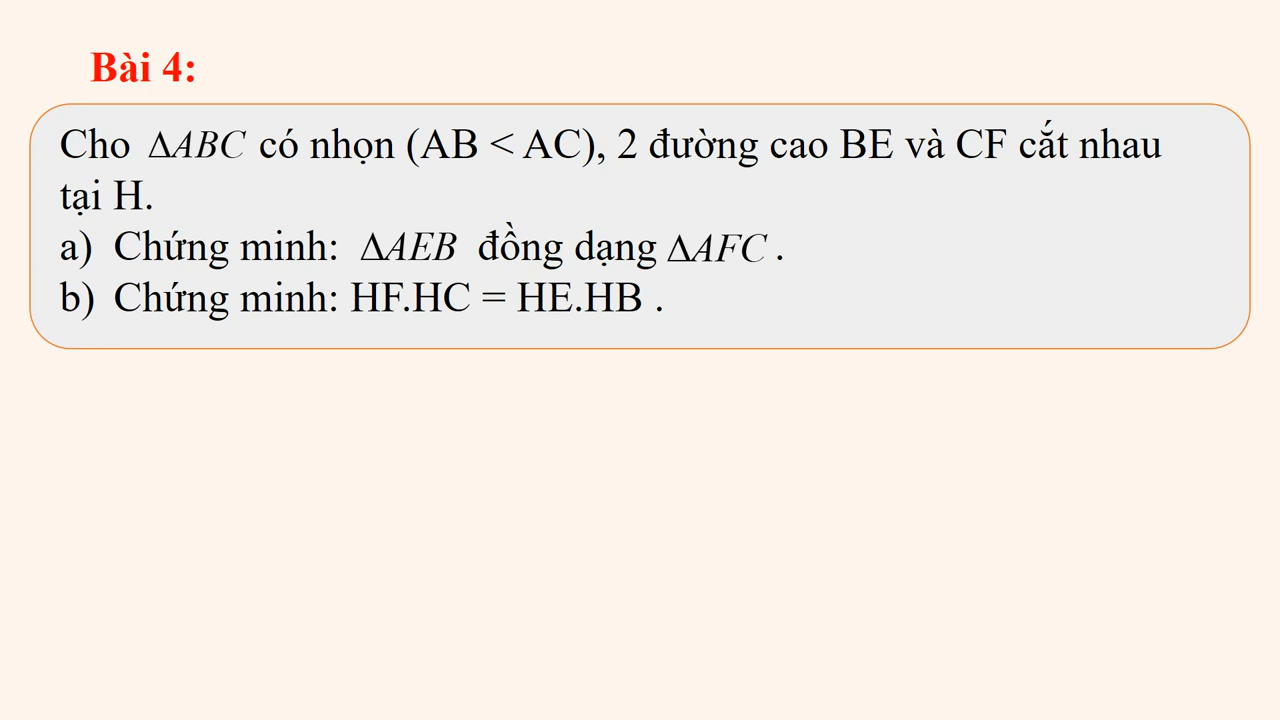 Bài 4:
Cho ΔABC có nhọn (AB < AC), 2 đường cao BE và CF cắt nhau
tại H.
a) Chứng minh: ΔAEB đồng dạng ΔAFC .
b) Chứng minh: HF.HC = HE.HB .